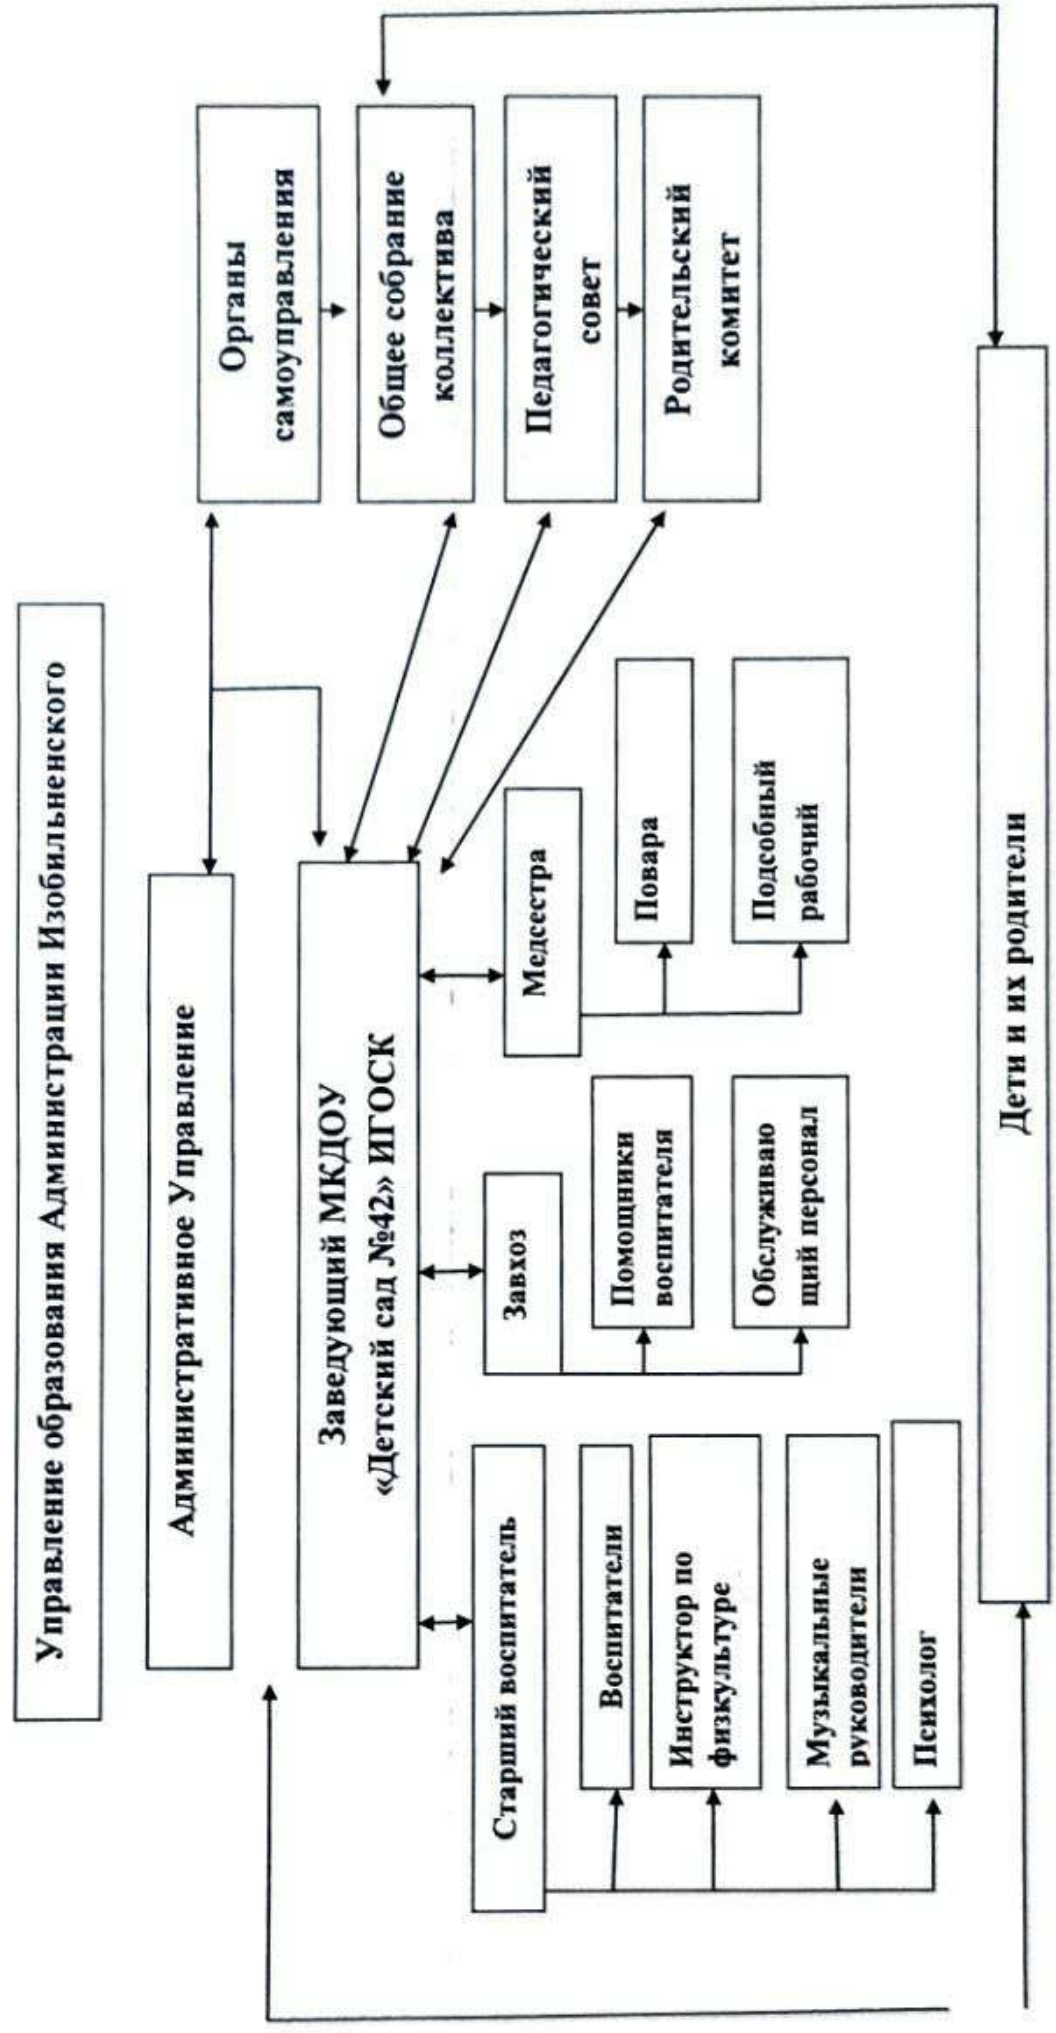 Управление образования Администрации Изобильненского
Административное Управление
Органы
самоуправления
Заведующий МКДОУ
«Детский сад №42» ИГОСК
Общее собрание
коллектива
Педагогический
совет
Родительский
комитет
Старший воспитатель
Воспитатели
Инструктор по
физкультуре
Музыкальные
руководители
Психолог
Завхоз
Помощники
воспитателя
Обслуживаю
щий персонал
Медсестра
Повара
Подсобный
рабочий
Дети и их родители